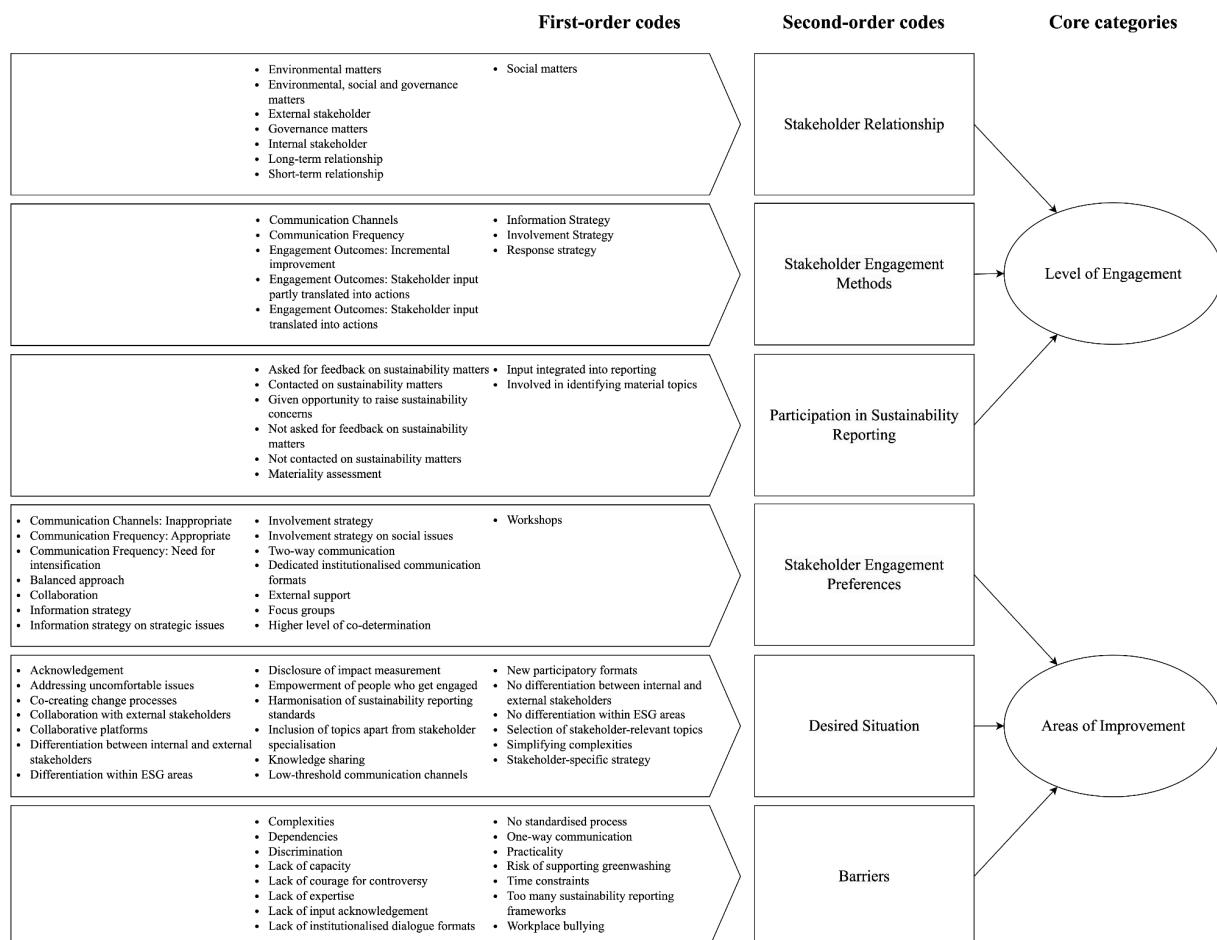 First-order codes
Second-order codes
Core categories
• Environmental matters
• Environmental, social and governance
matters
• External stakeholder
• Governance matters
• Internal stakeholder
• Long-term relationship
• Short-term relationship
• Social matters
Stakeholder Relationship
• Communication Channels
• Communication Frequency
• Engagement Outcomes: Incremental
improvement
• Engagement Outcomes: Stakeholder input
partly translated into actions
• Engagement Outcomes: Stakeholder input
translated into actions
• Information Strategy
• Involvement Strategy
• Response strategy
Stakeholder Engagement
Methods
Level of Engagement
• Asked for feedback on sustainability matters
• Contacted on sustainability matters
• Given opportunity to raise sustainability
concerns
• Not asked for feedback on sustainability
matters
• Not contacted on sustainability matters
• Materiality assessment
• Input integrated into reporting
• Involved in identifying material topics
Participation in Sustainability
Reporting
• Communication Channels: Inappropriate
• Communication Frequency: Appropriate
• Communication Frequency: Need for
intensification
• Balanced approach
• Collaboration
• Information strategy
• Information strategy on strategic issues
• Involvement strategy
• Involvement strategy on social issues
• Two-way communication
• Dedicated institutionalised communication
formats
• External support
• Focus groups
• Higher level of co-determination
• Workshops
Stakeholder Engagement
Preferences
• Acknowledgement
• Addressing uncomfortable issues
• Co-creating change processes
• Collaboration with external stakeholders
• Collaborative platforms
• Differentiation between internal and external
stakeholders
• Differentiation within ESG areas
• Disclosure of impact measurement
• Empowerment of people who get engaged
• Harmonisation of sustainability reporting
standards
• Inclusion of topics apart from stakeholder
specialisation
• Knowledge sharing
• Low-threshold communication channels
• New participatory formats
• No differentiation between internal and
external stakeholders
• No differentiation within ESG areas
• Selection of stakeholder-relevant topics
• Simplifying complexities
• Stakeholder-specific strategy
Desired Situation
Areas of Improvement
• Complexities
• Dependencies
• Discrimination
• Lack of capacity
• Lack of courage for controversy
• Lack of expertise
• Lack of input acknowledgement
• Lack of institutionalised dialogue formats
• No standardised process
• One-way communication
• Practicality
• Risk of supporting greenwashing
• Time constraints
• Too many sustainability reporting
frameworks
• Workplace bullying
Barriers